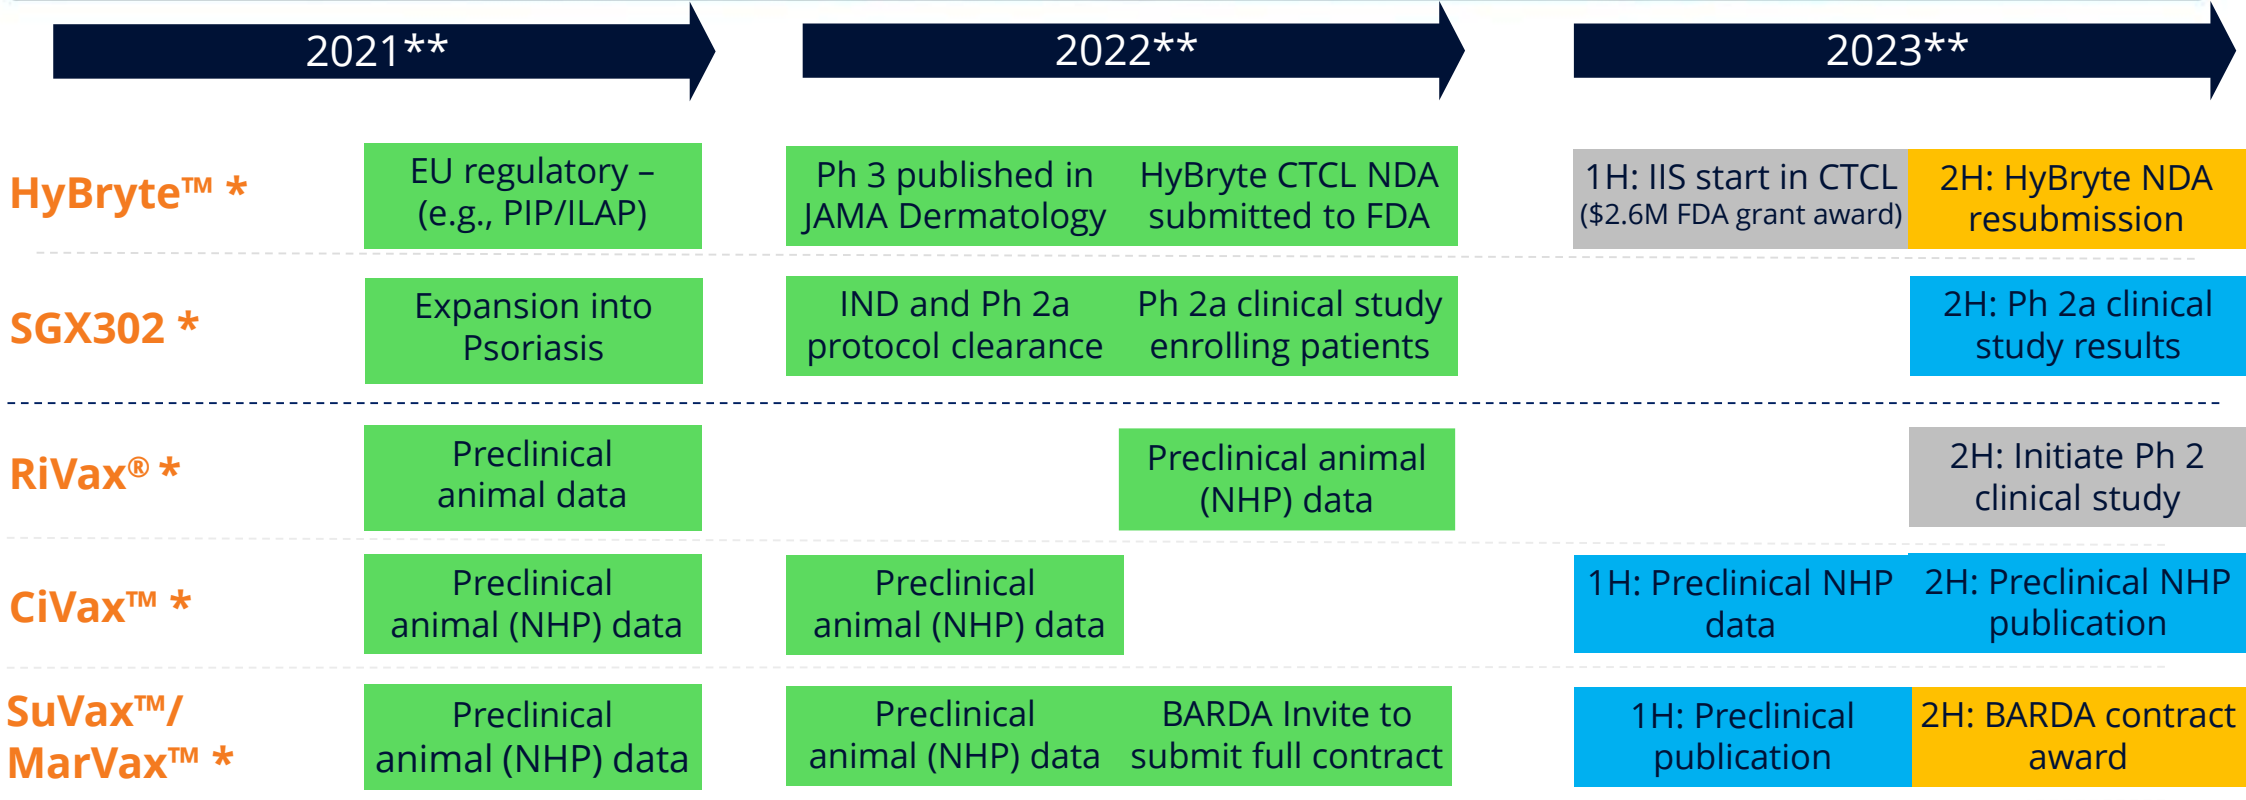 2021**
2022**
2023**
HyBryte™ *
EU regulatory –
(e.g., PIP/ILAP)
Ph 3 published in
JAMA Dermatology
HyBryte CTCL NDA
submitted to FDA
1H: IIS start in CTCL
($2.6M FDA grant award)
2H: HyBryte NDA
resubmission
SGX302 *
Expansion into
Psoriasis
IND and Ph 2a
protocol clearance
Ph 2a clinical study
enrolling patients
2H: Ph 2a clinical
study results
RiVax® *
Preclinical
animal data
Preclinical animal
(NHP) data
2H: Initiate Ph 2
clinical study
CiVax™ *
Preclinical
animal (NHP) data
Preclinical
animal (NHP) data
1H: Preclinical NHP
data
2H: Preclinical NHP
publication
SuVax™/
MarVax™ *
Preclinical
animal (NHP) data
Preclinical
animal (NHP) data
BARDA Invite to
submit full contract
1H: Preclinical
publication
2H: BARDA contract
award